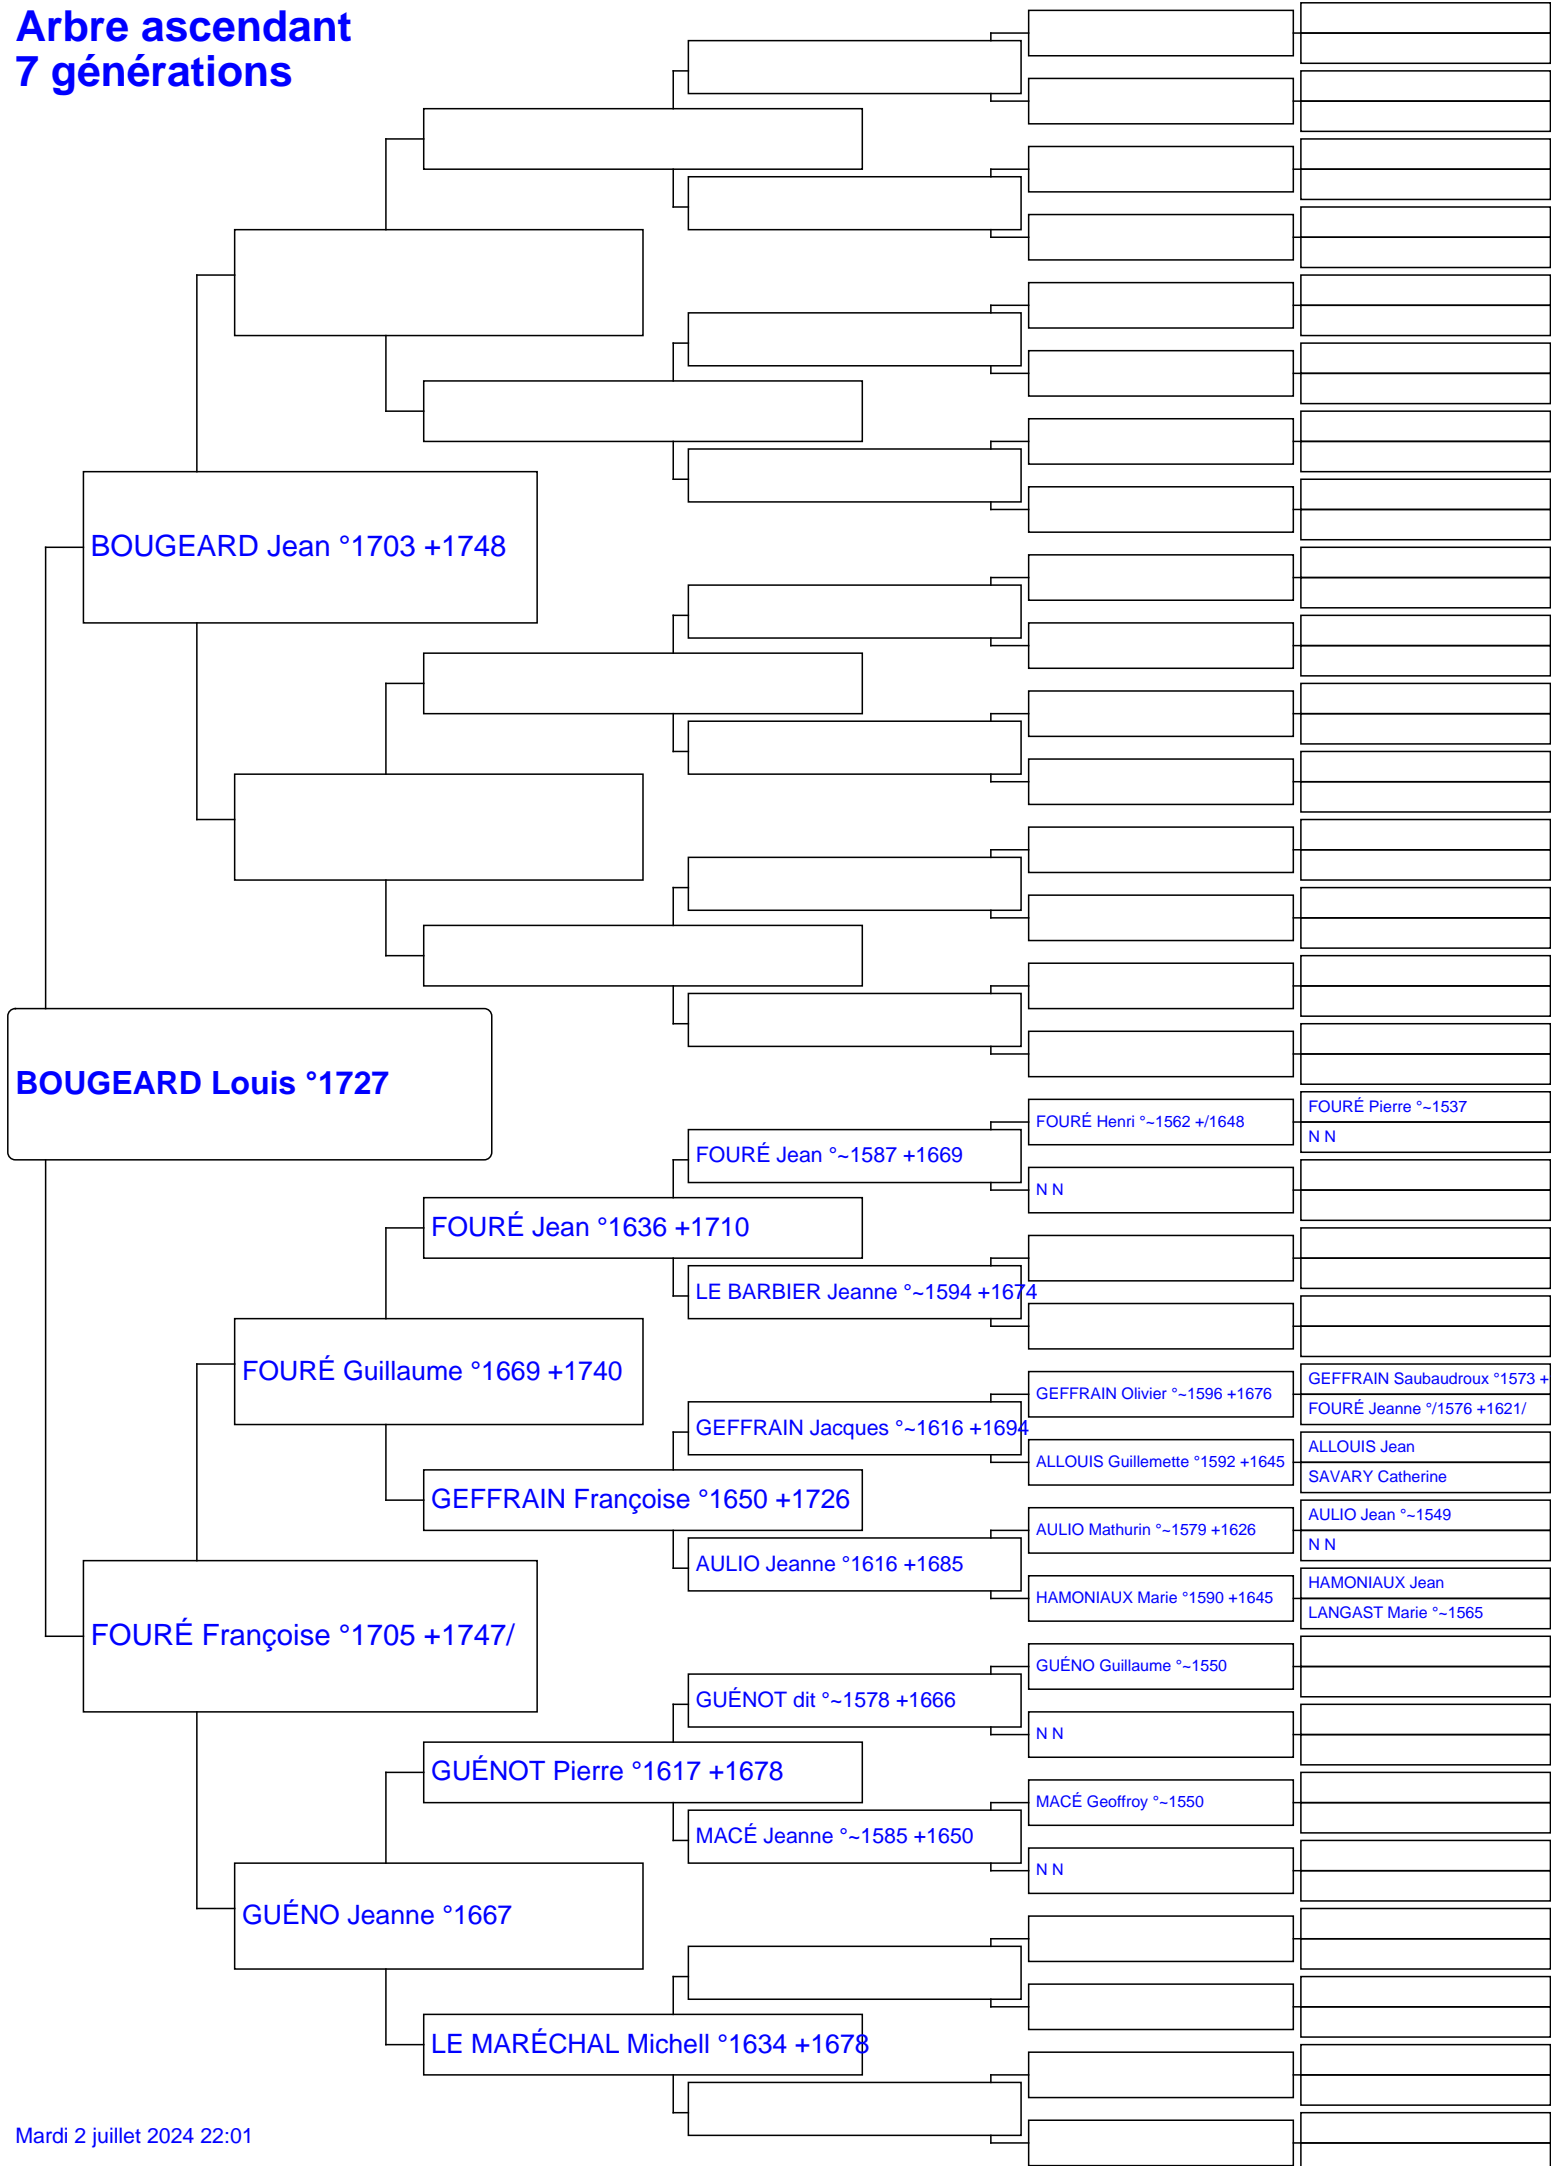 Arbre ascendant
7 générations
BOUGEARD Jean °1703 +1748
BOUGEARD Louis °1727
FOURÉ Pierre °~1537
FOURÉ Henri °~1562 +/1648
N N
FOURÉ Jean °~1587 +1669
N N
FOURÉ Jean °1636 +1710
LE BARBIER Jeanne °~1594 +1674
FOURÉ Guillaume °1669 +1740
GEFFRAIN Saubaudroux °1573 +
GEFFRAIN Olivier °~1596 +1676
FOURÉ Jeanne °/1576 +1621/
GEFFRAIN Jacques °~1616 +1694
ALLOUIS Jean
ALLOUIS Guillemette °1592 +1645
SAVARY Catherine
GEFFRAIN Françoise °1650 +1726
AULIO Jean °~1549
AULIO Mathurin °~1579 +1626
N N
AULIO Jeanne °1616 +1685
HAMONIAUX Jean
HAMONIAUX Marie °1590 +1645
LANGAST Marie °~1565
FOURÉ Françoise °1705 +1747/
GUÉNO Guillaume °~1550
GUÉNOT dit °~1578 +1666
N N
GUÉNOT Pierre °1617 +1678
MACÉ Geoffroy °~1550
MACÉ Jeanne °~1585 +1650
N N
GUÉNO Jeanne °1667
LE MARÉCHAL Michell °1634 +1678
Mardi 2 juillet 2024 22:01